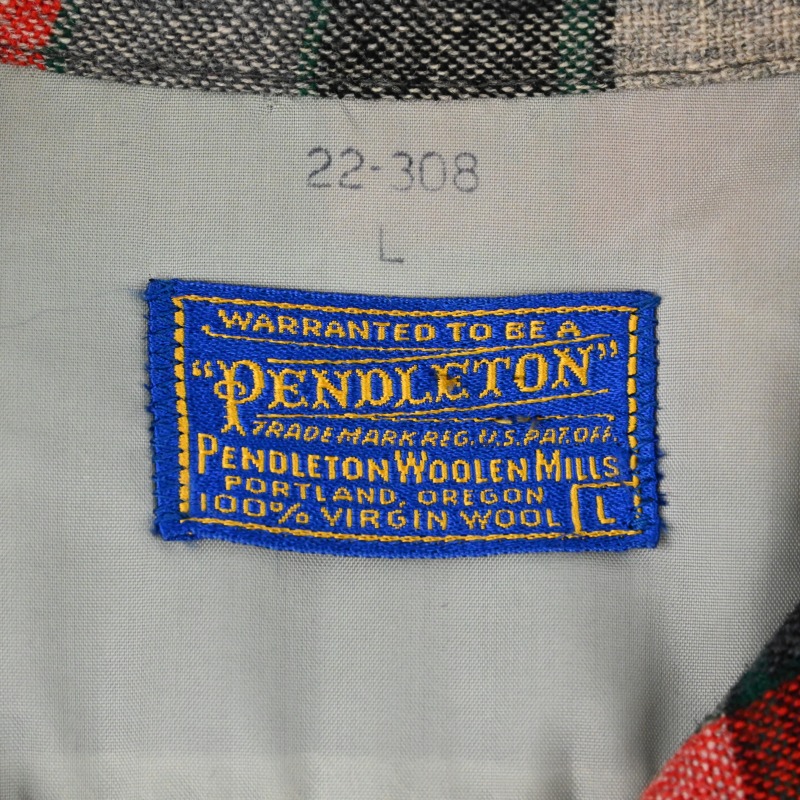 22-308
L
WARRANTED TO BE A
"PENDLETON"
TRADE MARK REG. U.S. PAT. OFF.
PENDLETON WOOLEN MILLS
PORTLAND, OREGON
100% VIRGIN WOOL L